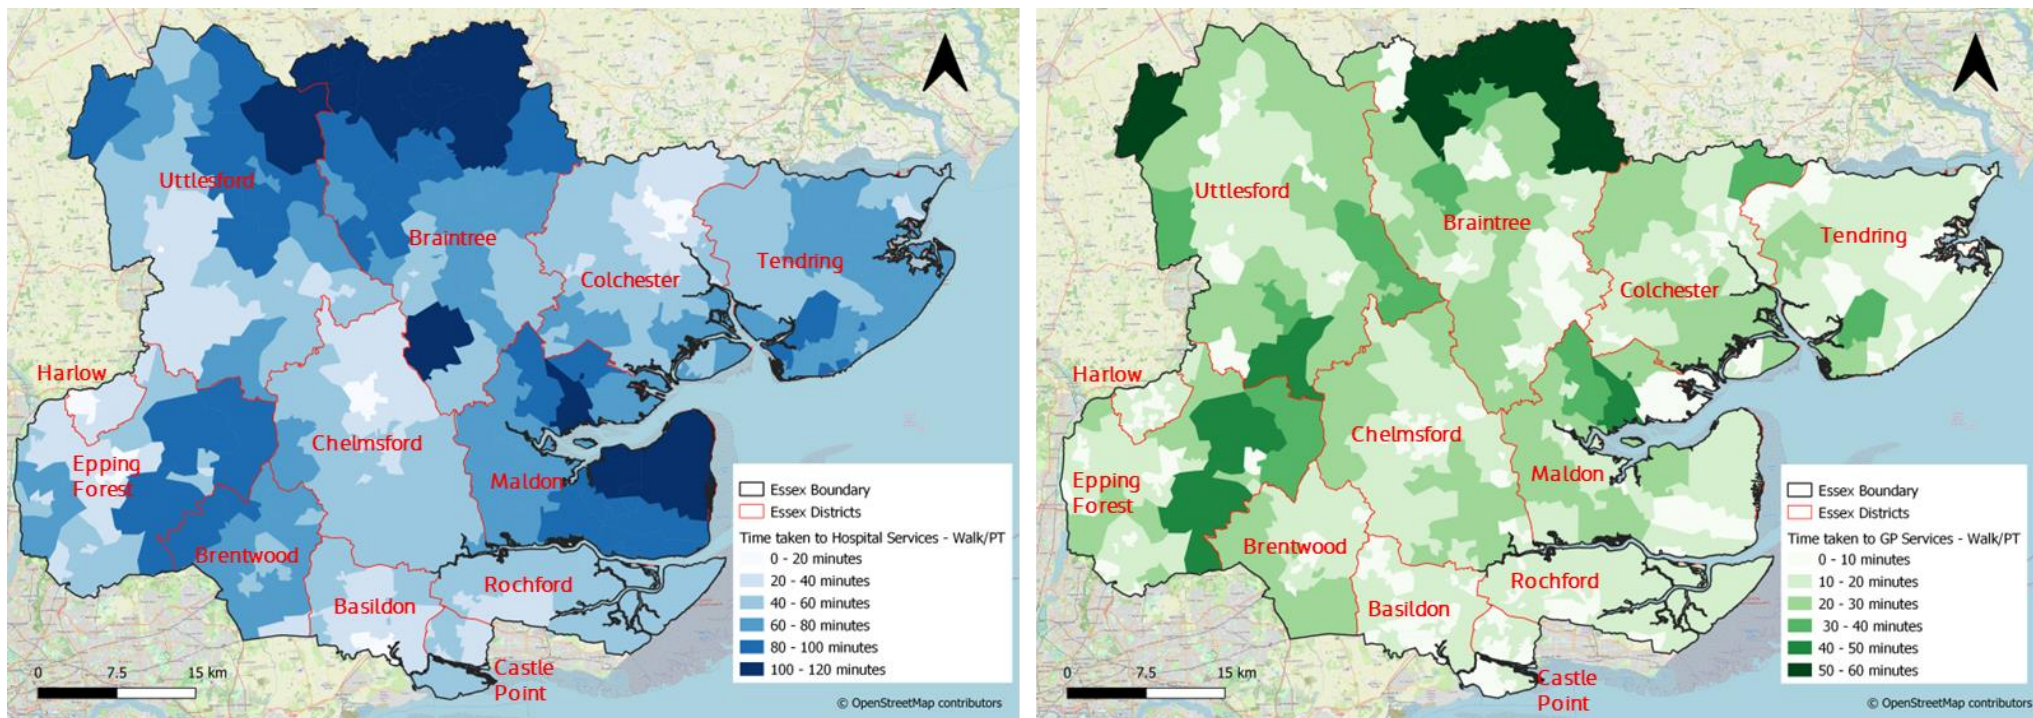 Uttlesford
Braintree
Colchester
Tendring
Harlow
Chelmsford
Epping
Forest
Maldon
Brentwood
Rochford
Basildon
Castle
Point
0 7.5 15 km
Essex Boundary
Essex Districts
Time taken to Hospital Services - Walk/PT
0 - 20 minutes
20 - 40 minutes
40 - 60 minutes
60 - 80 minutes
80 - 100 minutes
100 - 120 minutes
© OpenStreetMap contributors
Uttlesford
Braintree
Tendring
Colchester
Harlow
Chelmsford
Epping
Forest
Maldon
Brentwood
Rochford
Basildon
Castle
Point
0 7.5 15 km
Essex Boundary
Essex Districts
Time taken to GP Services - Walk/PT
0 - 10 minutes
10 - 20 minutes
20 - 30 minutes
30 - 40 minutes
40 - 50 minutes
50 - 60 minutes
© OpenStreetMap contributors